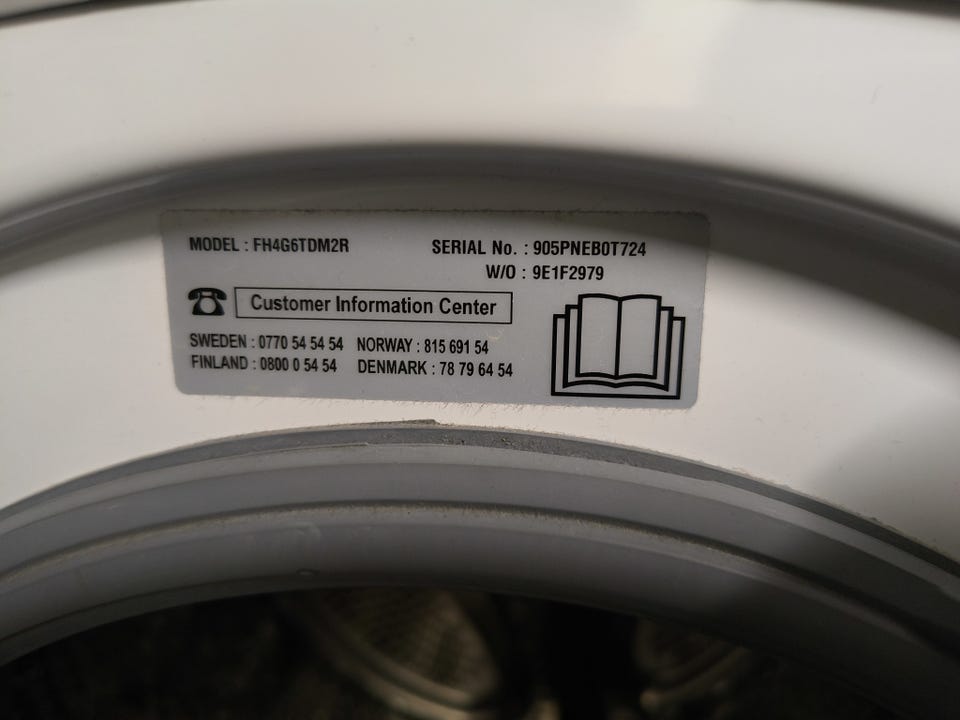 MODEL : FH4G6TDM2R SERIAL No. : 905PNEB0T724
W/O : 9E1F2979
Customer Information Center
SWEDEN : 0770 54 54 54 NORWAY : 815 691 54
FINLAND : 0800 0 54 54 DENMARK : 78 79 64 54